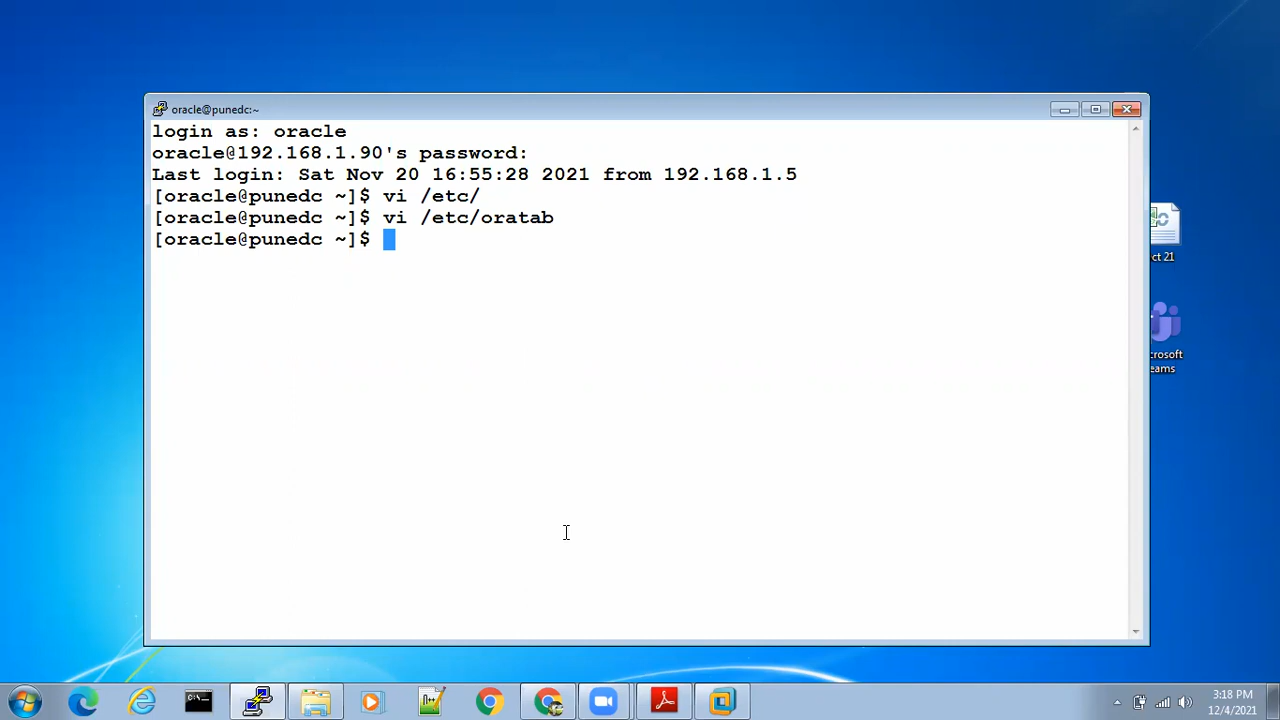 oracle@punedc:~
login as: oracle
oracle@192.168.1.90's password:
Last login: Sat Nov 20 16:55:28 2021 from 192.168.1.5
[oracle@punedc ~]$ vi /etc/
[oracle@punedc ~]$ vi /etc/oratab
[oracle@punedc ~]$
ct 21
crosoft
eams
3:18 PM
12/4/2021